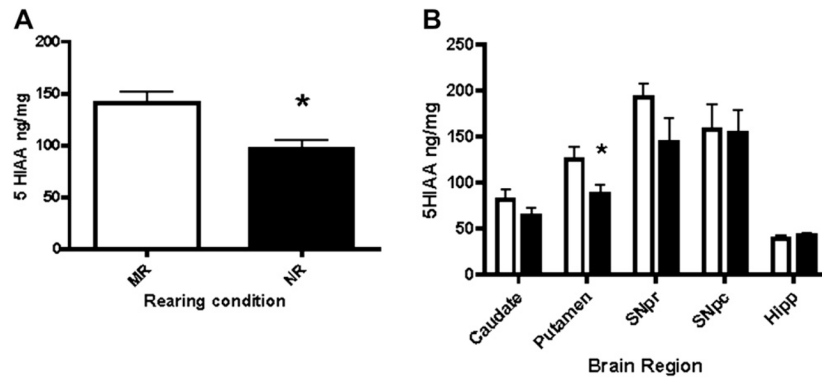 A
5 HIAA ng/mg
200
150
100
50
0
*
MR
NR
Rearing condition
B
5HIAA ng/mg
250
200
150
100
50
0
*
Caudate
Putamen
SNpr
SNpc
Hipp
Brain Region